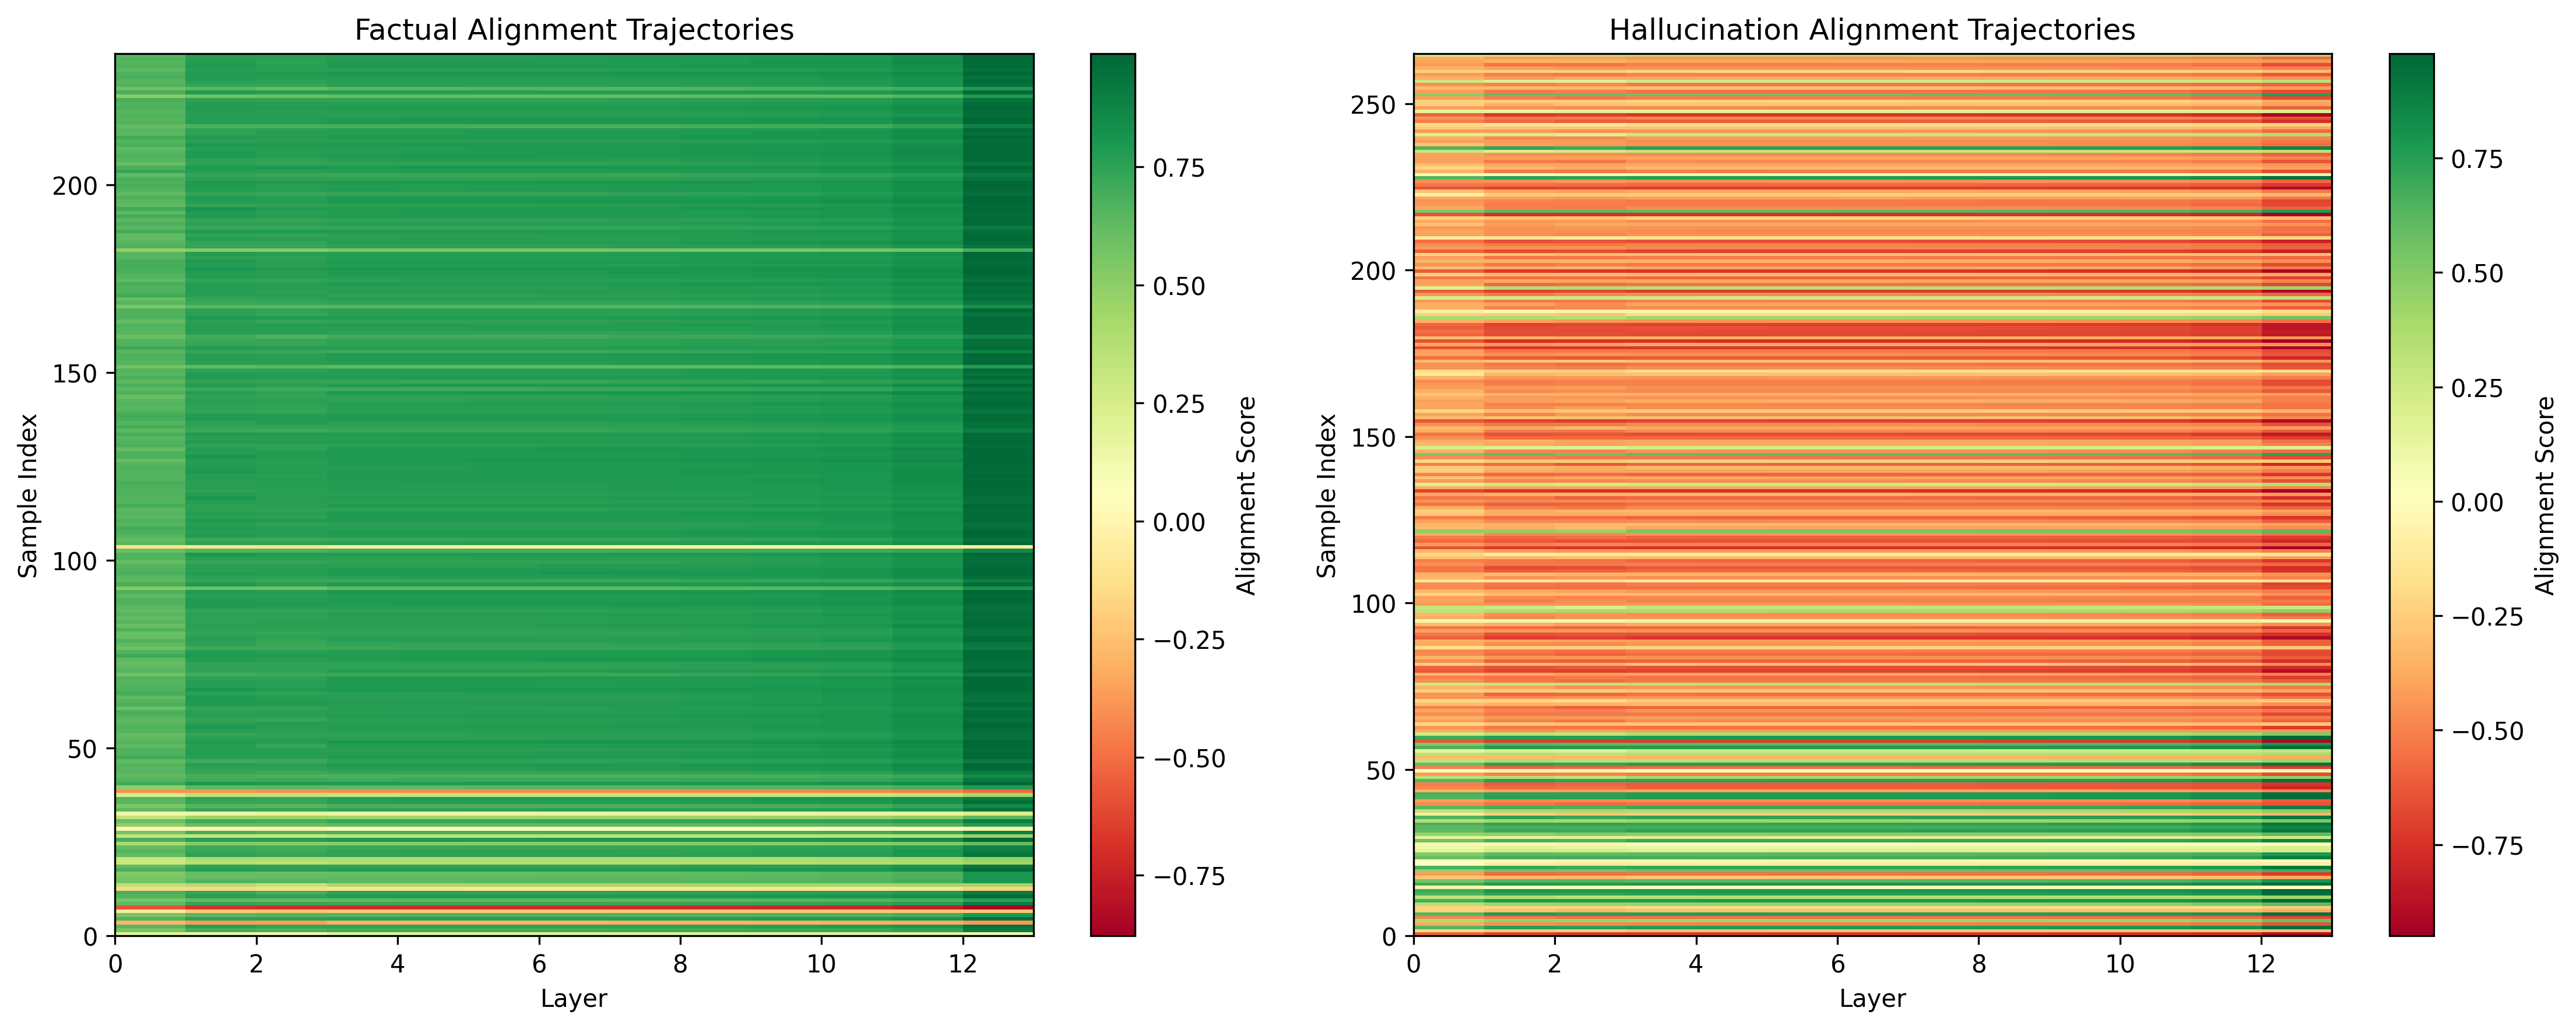 Factual Alignment Trajectories
Sample Index
200
150
100
50
0
0 2 4 6 8 10 12
Layer
0.75
0.50
0.25
0.00
−0.25
−0.50
−0.75
Alignment Score
Hallucination Alignment Trajectories
Sample Index
250
200
150
100
50
0
0 2 4 6 8 10 12
Layer
0.75
0.50
0.25
0.00
−0.25
−0.50
−0.75
Alignment Score